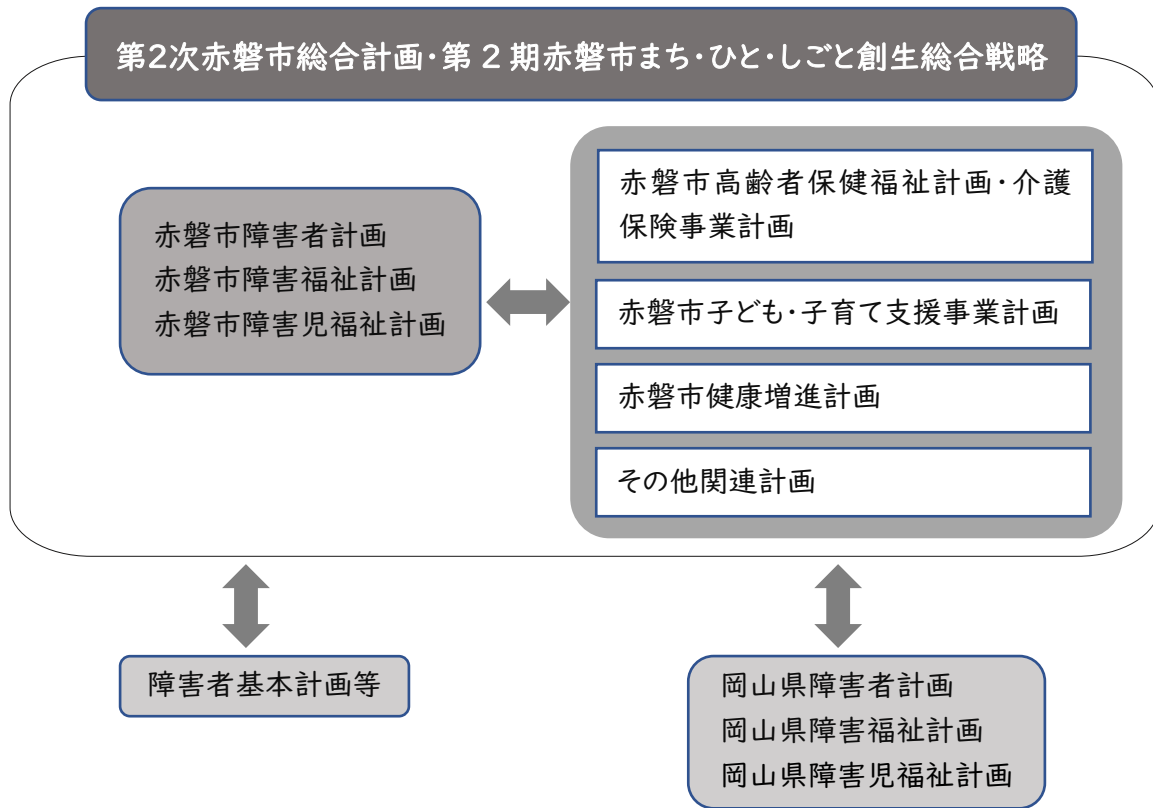 第2次赤磐市総合計画・第2期赤磐市まち・ひと・しごと創生総合戦略
赤磐市障害者計画
赤磐市障害福祉計画
赤磐市障害児福祉計画
赤磐市高齢者保健福祉計画・介護
保険事業計画
赤磐市子ども・子育て支援事業計画
赤磐市健康増進計画
その他関連計画
障害者基本計画等
岡山県障害者計画
岡山県障害福祉計画
岡山県障害児福祉計画